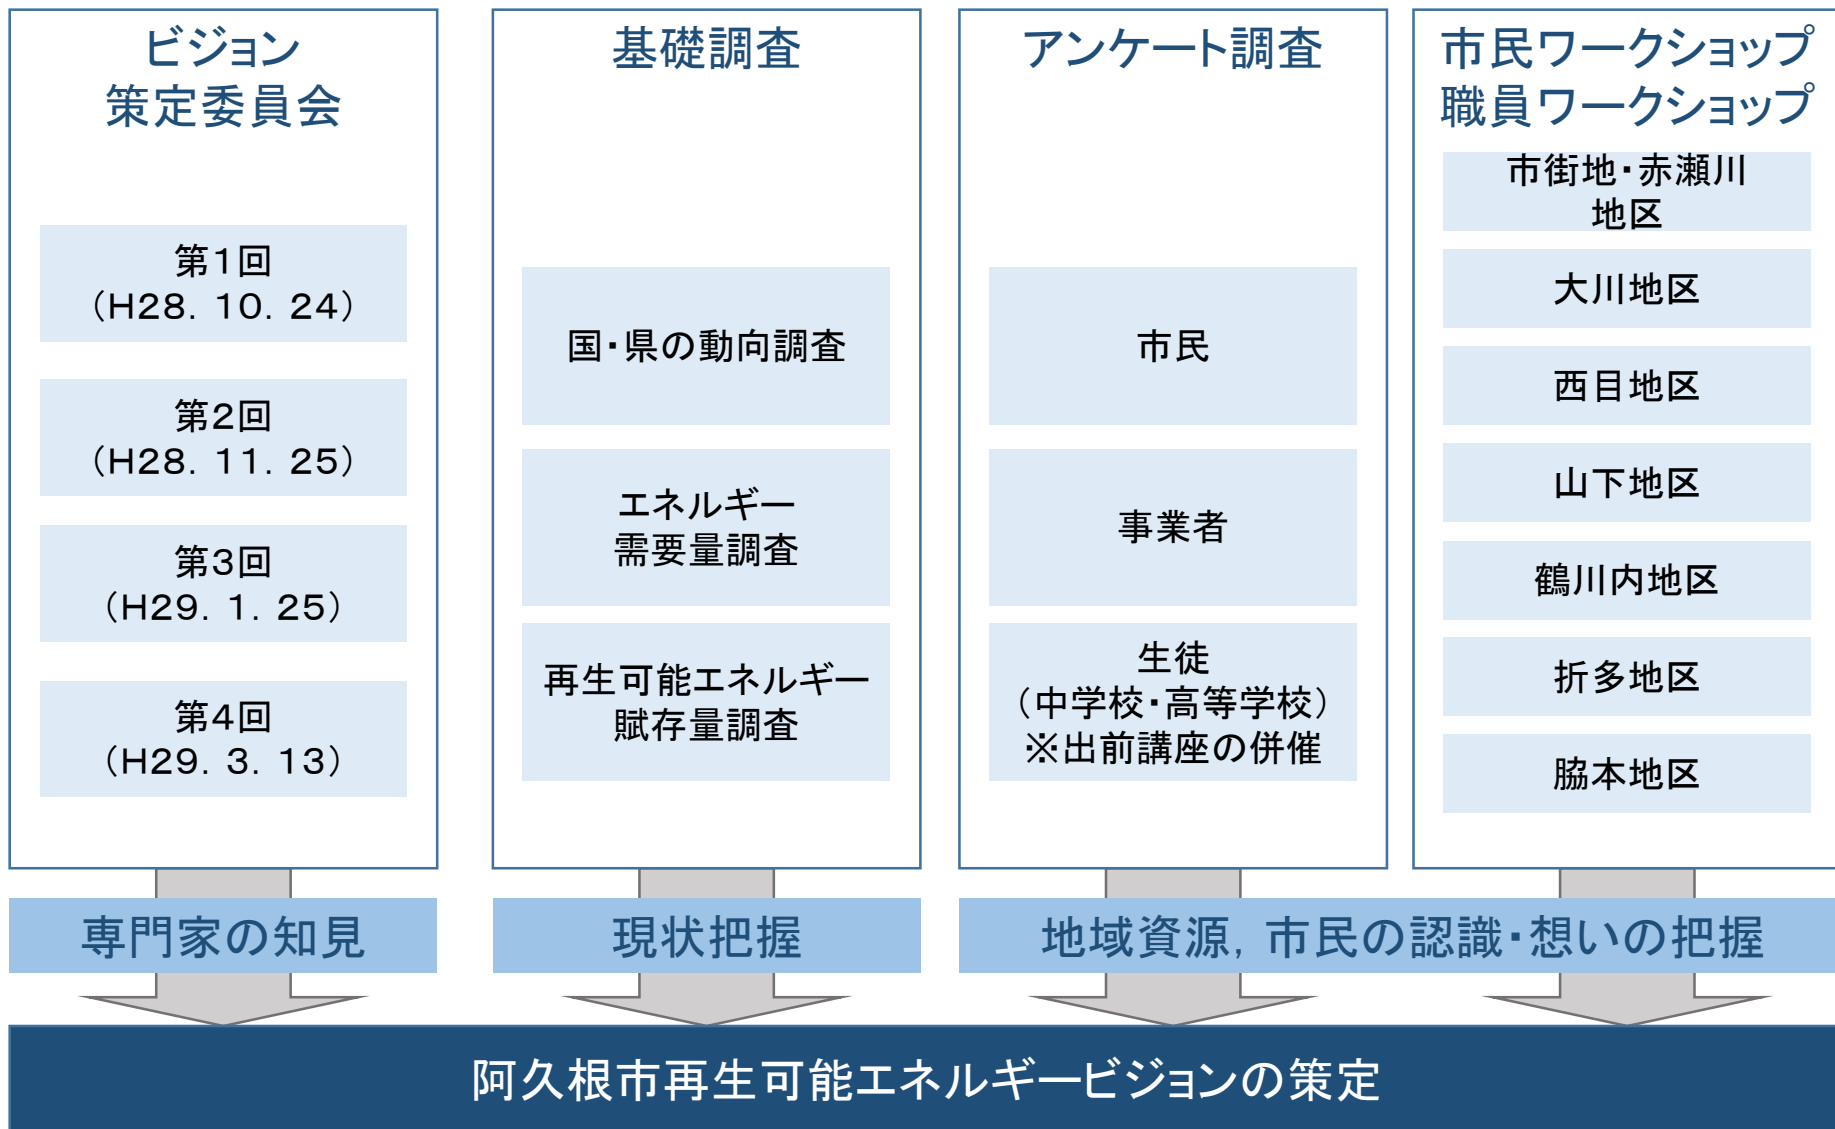 ビジョン
策定委員会
第1回
（H28．10．24）
第2回
（H28．11．25）
第3回
（H29．1．25）
第4回
（H29．3．13）
専門家の知見
基礎調査
国・県の動向調査
エネルギー
需要量調査
再生可能エネルギー
賦存量調査
現状把握
アンケート調査
市民
事業者
生徒
（中学校・高等学校）
※出前講座の併催
市民ワークショップ
職員ワークショップ
市街地・赤瀬川
地区
大川地区
西目地区
山下地区
鶴川内地区
折多地区
脇本地区
地域資源，市民の認識・想いの把握
阿久根市再生可能エネルギービジョンの策定